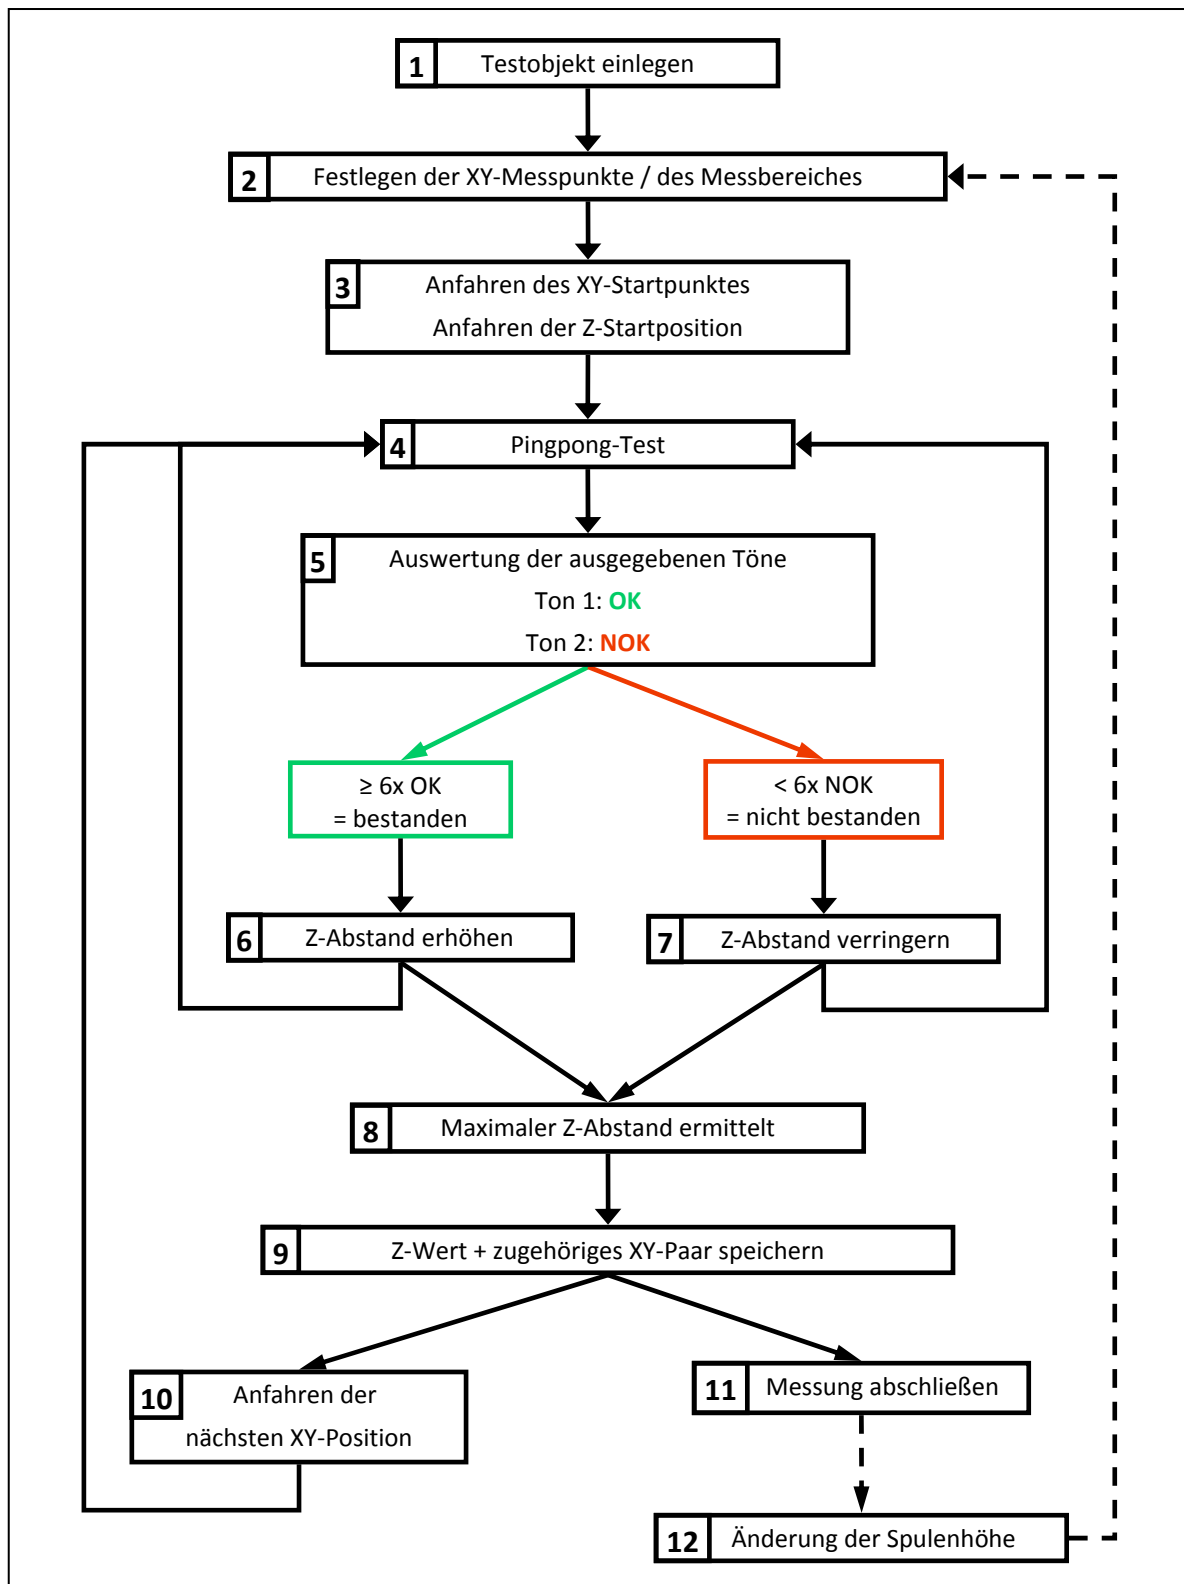 1 Testobjekt einlegen
2 Festlegen der XY-Messpunkte / des Messbereiches
3 Anfahren des XY-Startpunktes
Anfahren der Z-Startposition
4 Pingpong-Test
5 Auswertung der ausgegebenen Töne
Ton 1: OK
Ton 2: NOK
≥ 6x OK
= bestanden
< 6x NOK
= nicht bestanden
6 Z-Abstand erhöhen
7 Z-Abstand verringern
8 Maximaler Z-Abstand ermittelt
9 Z-Wert + zugehöriges XY-Paar speichern
10 Anfahren der
nächsten XY-Position
11 Messung abschließen
12 Änderung der Spulenhöhe